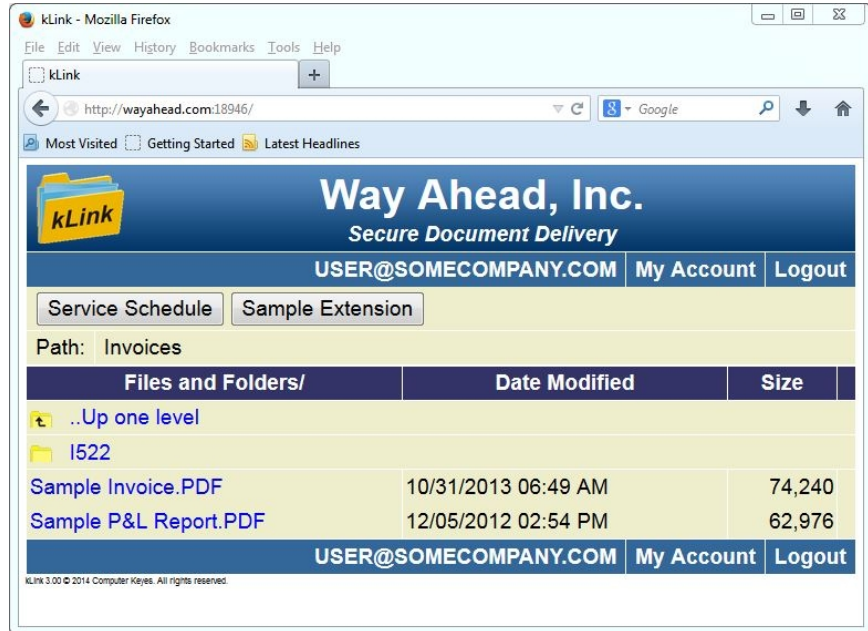 kLink - Mozilla Firefox
File Edit View History Bookmarks Tools Help
kLink +
http://wayahead.com:18946/ 8 Google
Most Visited Getting Started Latest Headlines
kLink
Way Ahead, Inc.
Secure Document Delivery
USER@SOMECOMPANY.COM My Account Logout
Service Schedule Sample Extension
Path: Invoices
Files and Folders/ Date Modified Size
..Up one level
I522
Sample Invoice.PDF 10/31/2013 06:49 AM 74,240
Sample P&L Report.PDF 12/05/2012 02:54 PM 62,976
USER@SOMECOMPANY.COM My Account Logout
kLink 3.00 © 2014 Computer Keyes. All rights reserved.